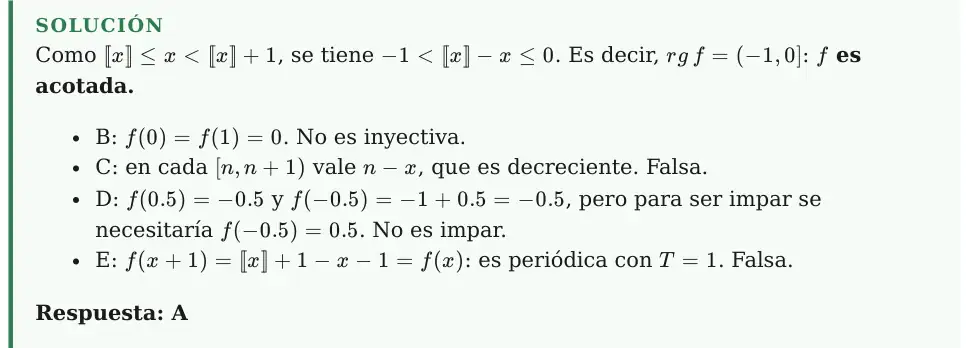 SOLUCIÓN
Como ⟦x⟧ ≤ x < ⟦x⟧ + 1, se tiene −1 < ⟦x⟧ − x ≤ 0. Es decir, rg f = (−1, 0]: f es
acotada.
• B: f(0) = f(1) = 0. No es inyectiva.
• C: en cada [n, n + 1) vale n − x, que es decreciente. Falsa.
• D: f(0.5) = −0.5 y f(−0.5) = −1 + 0.5 = −0.5, pero para ser impar se
necesitaría f(−0.5) = 0.5. No es impar.
• E: f(x + 1) = ⟦x⟧ + 1 − x − 1 = f(x): es periódica con T = 1. Falsa.
Respuesta: A